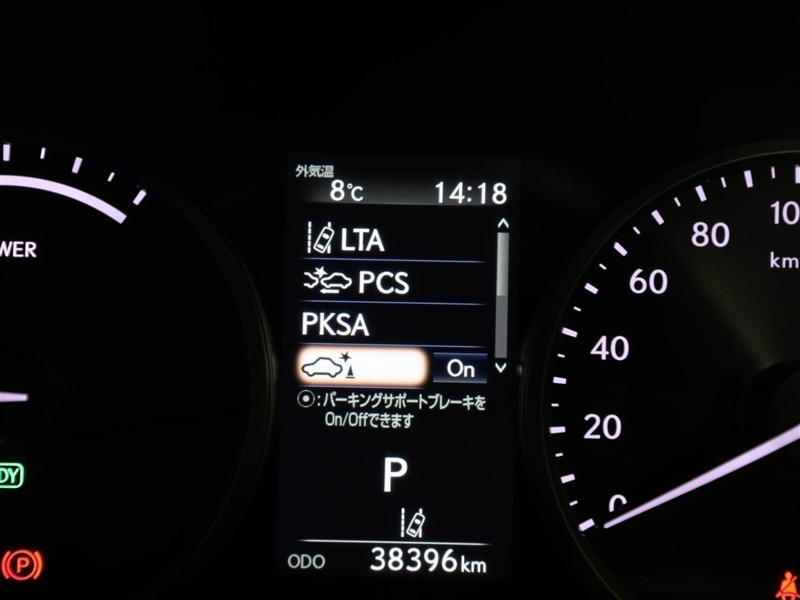 外気温
8℃ 14:18
LTA
PCS
PKSA
On
:パーキングサポートブレーキを
On/Offできます
P
ODO 38396km
WER
DY
P
0
20
40
60
80
10
km